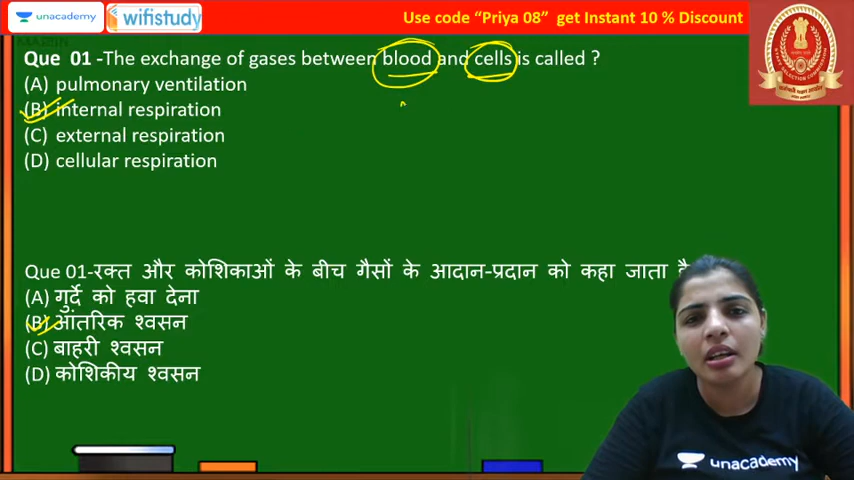 unacademy wifistudy
Use code “Priya 08” get Instant 10 % Discount
Que 01 -The exchange of gases between blood and cells is called ?
(A) pulmonary ventilation
(B) internal respiration
(C) external respiration
(D) cellular respiration
Que 01-रक्त और कोशिकाओं के बीच गैसों के आदान-प्रदान को कहा जाता
(A) गुर्दे को हवा देना
(B) आंतरिक श्वसन
(C) बाहरी श्वसन
(D) कोशिकीय श्वसन
unacademy